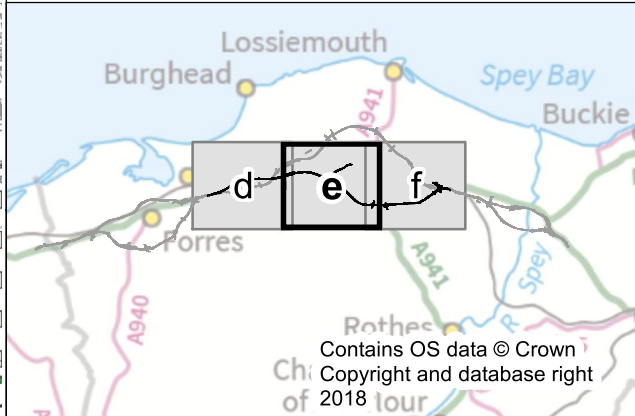 Lossiemouth
Burghead
Spey Bay
A941
Buckie
d
e
f
Forres
A941
Spey
R
A940
Rothes
Contains OS data © Crown
Copyright and database right
2018
of